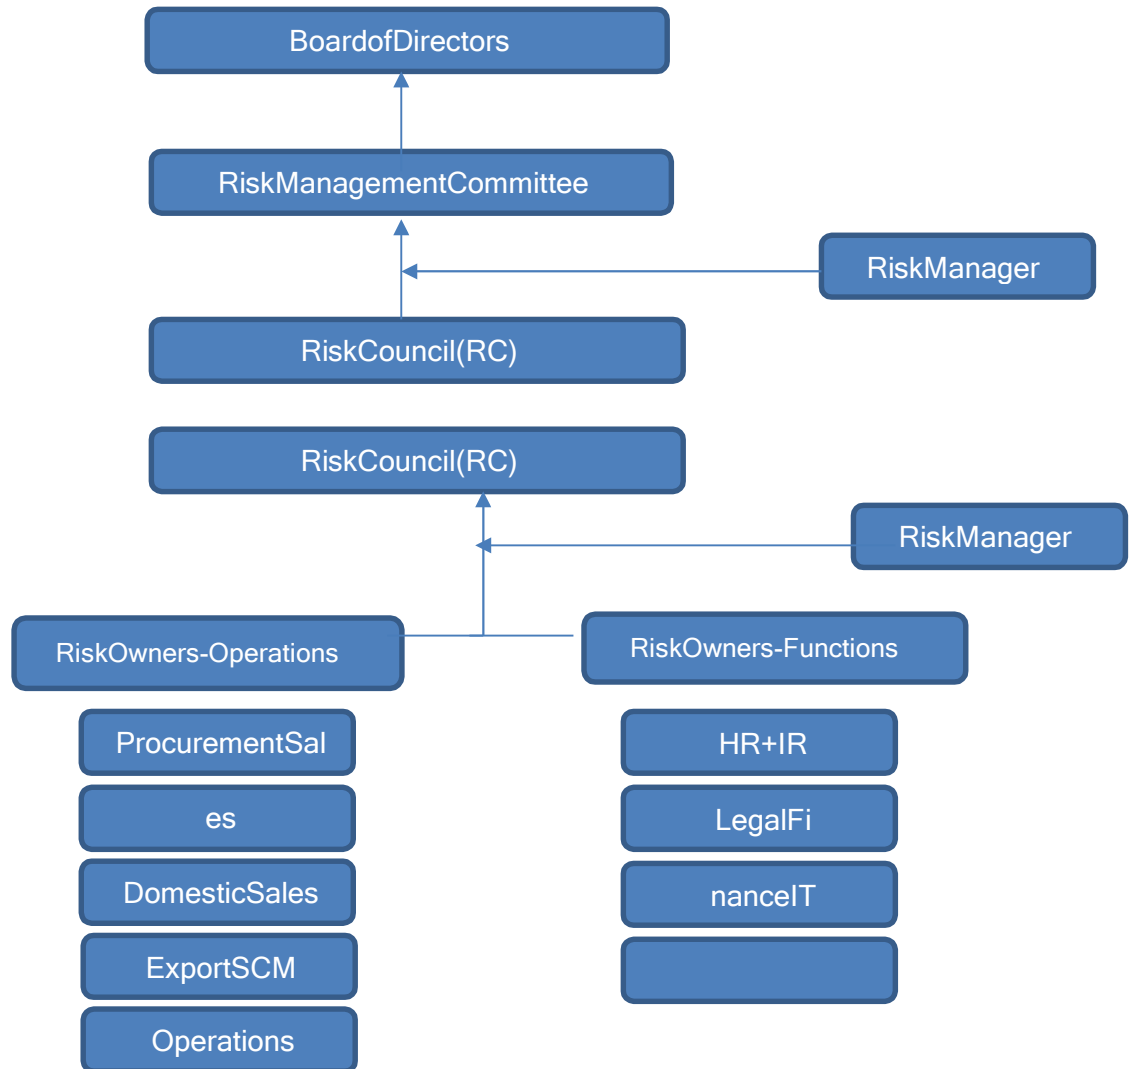 BoardofDirectors
RiskManagementCommittee
RiskManager
RiskCouncil(RC)
RiskCouncil(RC)
RiskManager
RiskOwners-Operations
RiskOwners-Functions
ProcurementSal
HR+IR
es
LegalFi
DomesticSales
nanceIT
ExportSCM
Operations